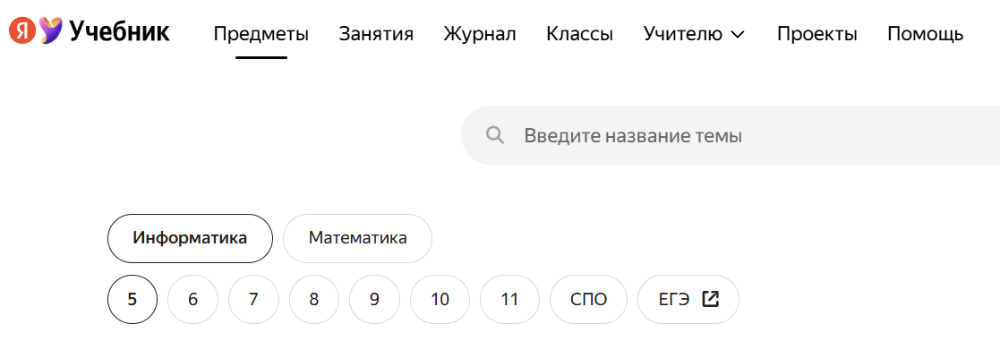 Я Учебник Предметы Занятия Журнал Классы Учителю Проекты Помощь
Введите название темы
Информатика Математика
5 6 7 8 9 10 11 СПО ЕГЭ